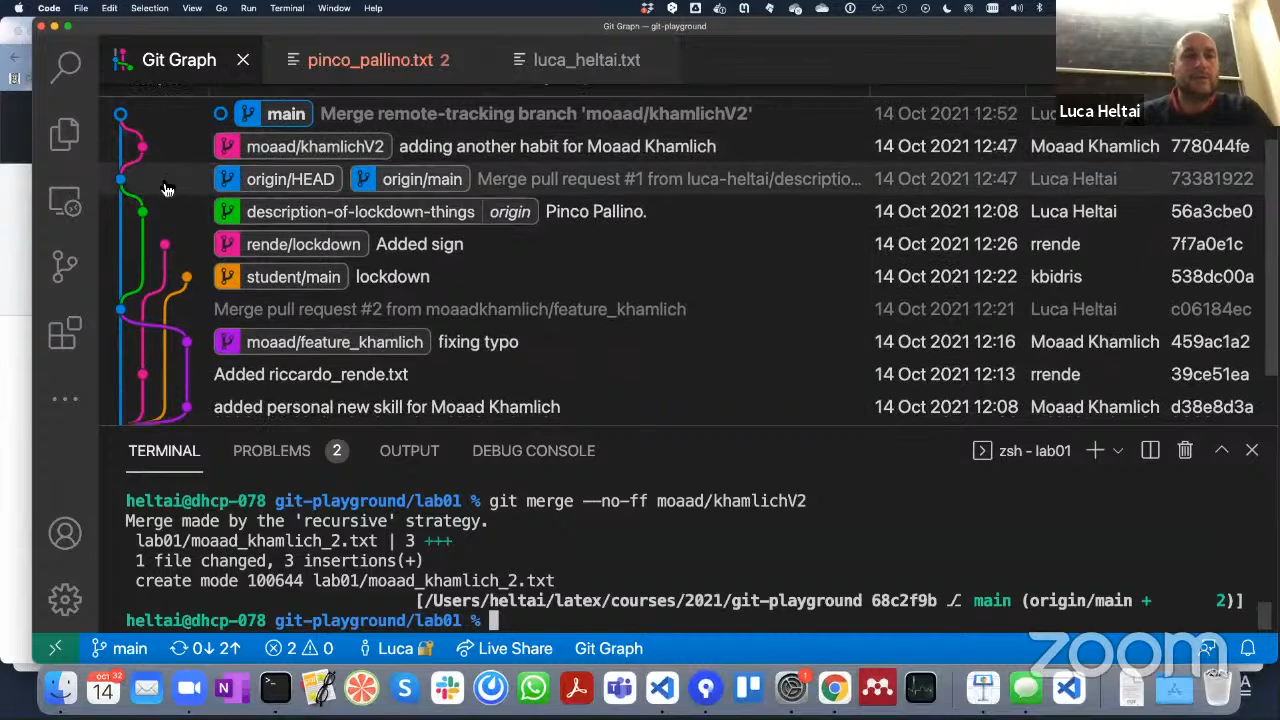 Code File Edit Selection View Go Run Terminal Window Help
Git Graph — git-playground
Git Graph
pinco_pallino.txt 2
luca_heltai.txt
Luca Heltai
main Merge remote-tracking branch 'moaad/khamlichV2' 14 Oct 2021 12:52
moaad/khamlichV2 adding another habit for Moaad Khamlich 14 Oct 2021 12:47 Moaad Khamlich 778044fe
origin/HEAD origin/main Merge pull request #1 from luca-heltai/descriptio... 14 Oct 2021 12:47 Luca Heltai 73381922
description-of-lockdown-things origin Pinco Pallino. 14 Oct 2021 12:08 Luca Heltai 56a3cbe0
rende/lockdown Added sign 14 Oct 2021 12:26 rrende 7f7a0e1c
student/main lockdown 14 Oct 2021 12:22 kbidris 538dc00a
Merge pull request #2 from moaadkhamlich/feature_khamlich 14 Oct 2021 12:21 Luca Heltai c06184ec
moaad/feature_khamlich fixing typo 14 Oct 2021 12:16 Moaad Khamlich 459ac1a2
Added riccardo_rende.txt 14 Oct 2021 12:13 rrende 39ce51ea
added personal new skill for Moaad Khamlich 14 Oct 2021 12:08 Moaad Khamlich d38e8d3a
TERMINAL PROBLEMS 2 OUTPUT DEBUG CONSOLE zsh - lab01
heltai@dhcp-078 git-playground/lab01 % git merge --no-ff moaad/khamlichV2
Merge made by the 'recursive' strategy.
lab01/moaad_khamlich_2.txt | 3 +++
1 file changed, 3 insertions(+)
create mode 100644 lab01/moaad_khamlich_2.txt
[/Users/heltai/latex/courses/2021/git-playground 68c2f9b ⎇ main (origin/main + 2)]
heltai@dhcp-078 git-playground/lab01 %
main 0↓ 2↑ 2 0 Luca Live Share Git Graph
zoom
14